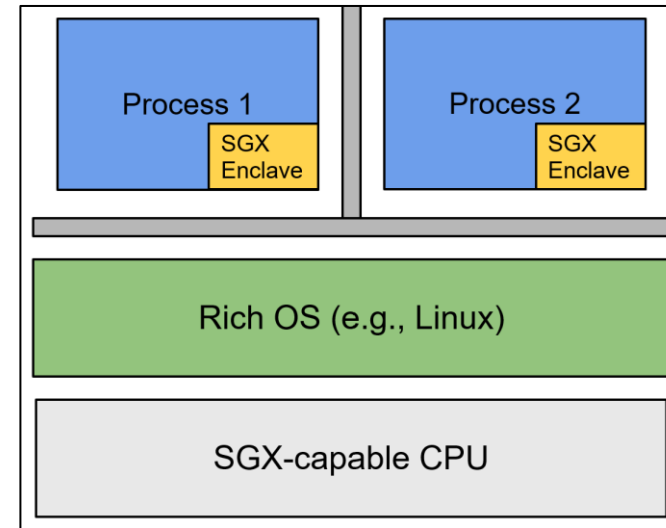 Process 1
SGX
Enclave
Process 2
SGX
Enclave
Rich OS (e.g., Linux)
SGX-capable CPU